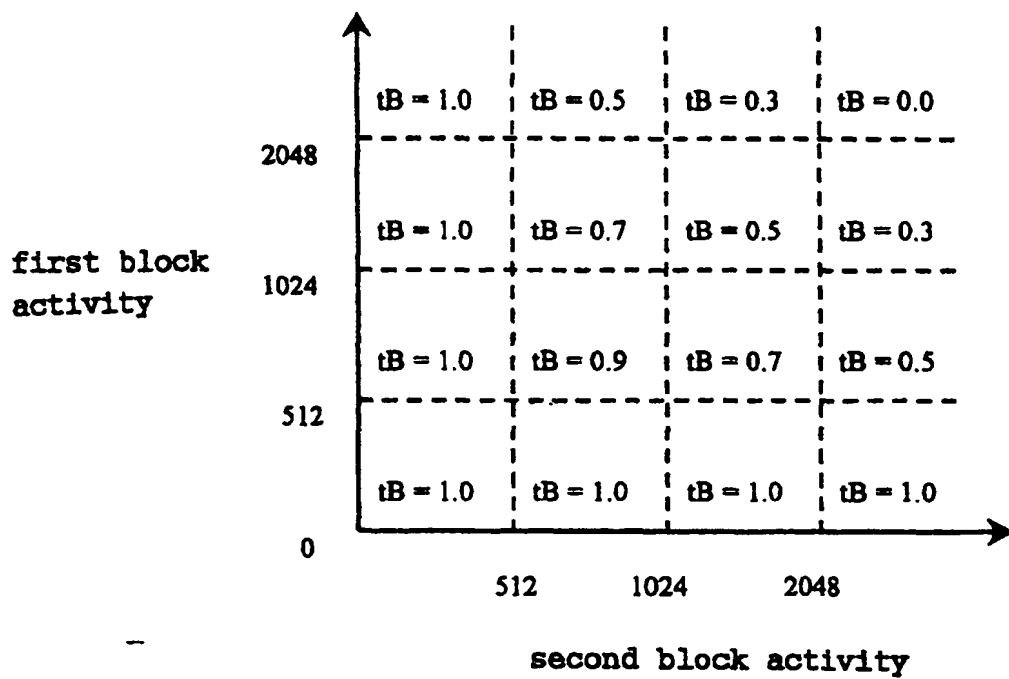 tB = 1.0 tB = 0.5 tB = 0.3 tB = 0.0
2048
tB = 1.0 tB = 0.7 tB = 0.5 tB = 0.3
first block
activity
1024
tB = 1.0 tB = 0.9 tB = 0.7 tB = 0.5
512
tB = 1.0 tB = 1.0 tB = 1.0 tB = 1.0
0
512 1024 2048
second block activity